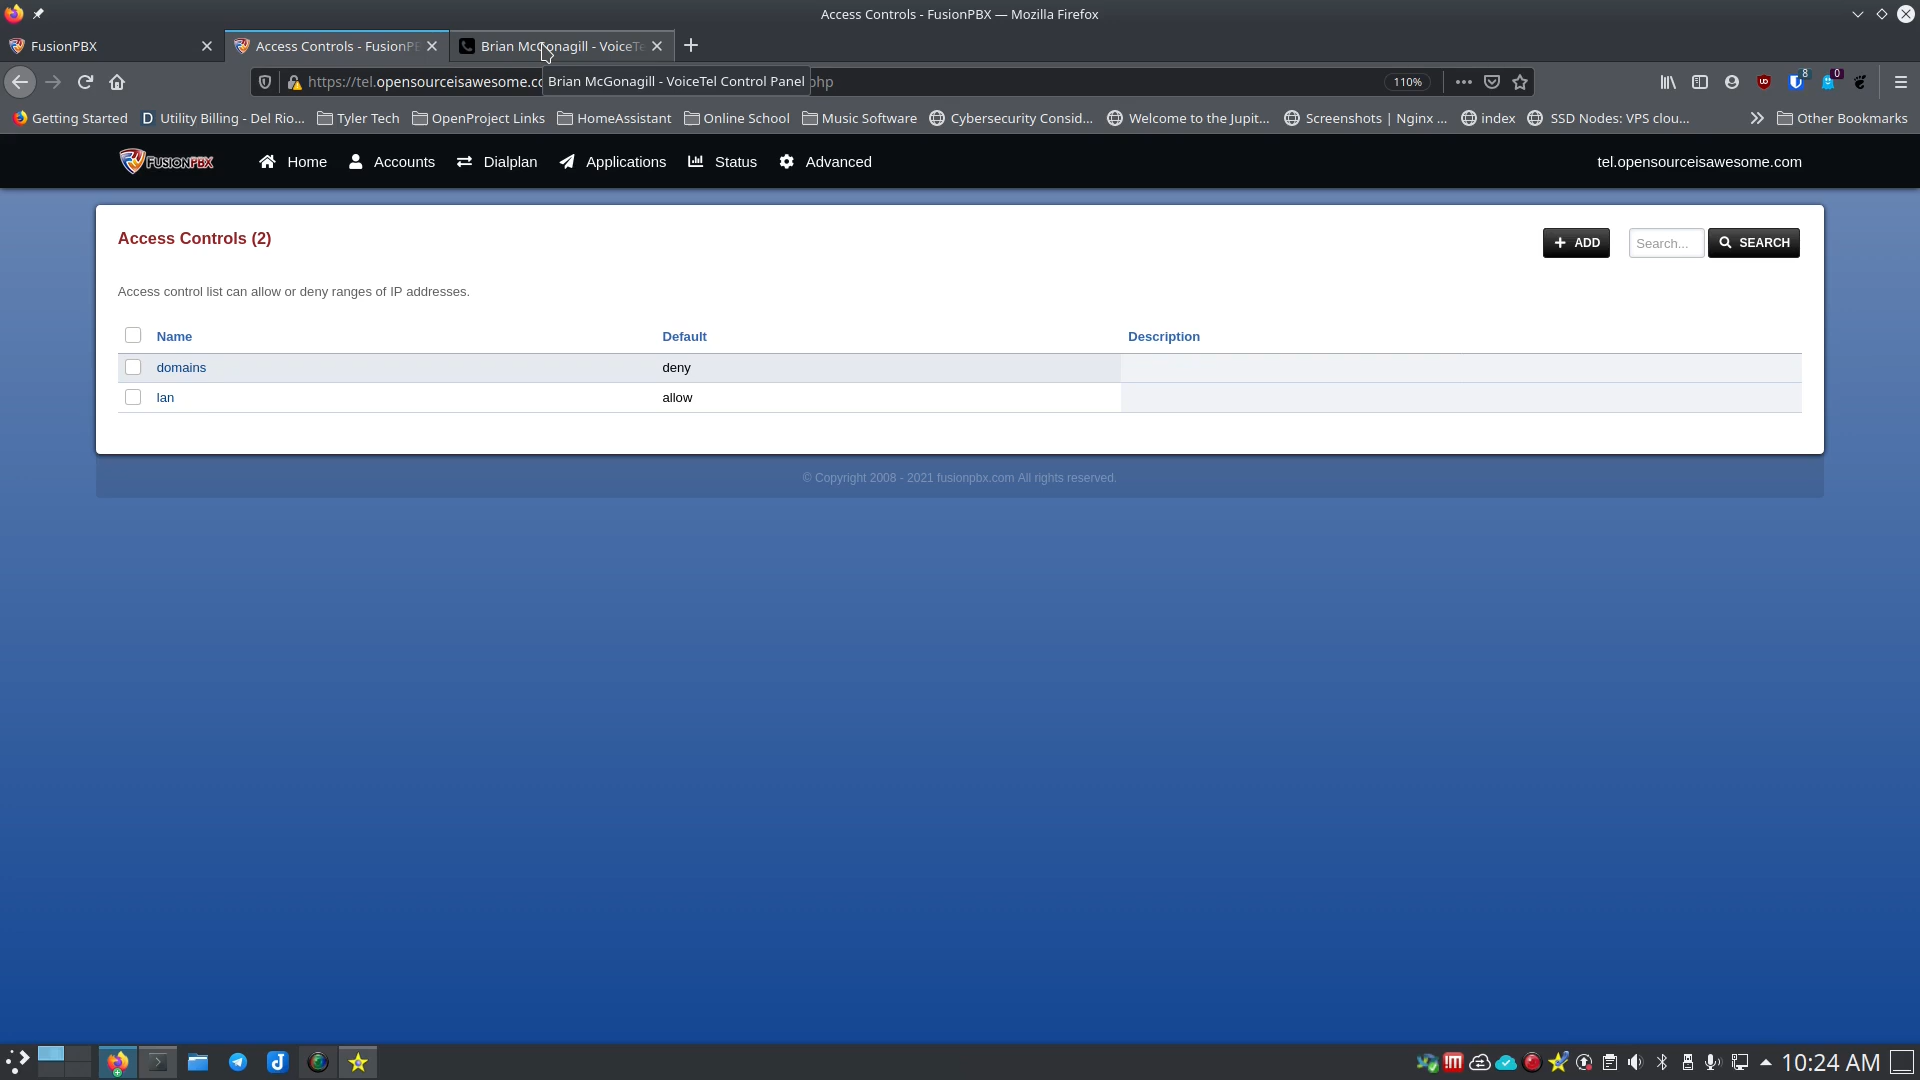 Access Controls - FusionPBX — Mozilla Firefox
FusionPBX
Access Controls - FusionPB
Brian McGonagill - VoiceTe
https://tel.opensourceisawesome.co
Brian McGonagill - VoiceTel Control Panel
php
110%
8
0
Getting Started
Utility Billing - Del Rio...
Tyler Tech
OpenProject Links
HomeAssistant
Online School
Music Software
Cybersecurity Consid...
Welcome to the Jupit...
Screenshots | Nginx ...
index
SSD Nodes: VPS clou...
Other Bookmarks
FUSIONPBX
Home
Accounts
Dialplan
Applications
Status
Advanced
tel.opensourceisawesome.com
Access Controls (2)
ADD
Search...
SEARCH
Access control list can allow or deny ranges of IP addresses.
Name Default Description
domains deny
lan allow
© Copyright 2008 - 2021 fusionpbx.com All rights reserved.
10:24 AM